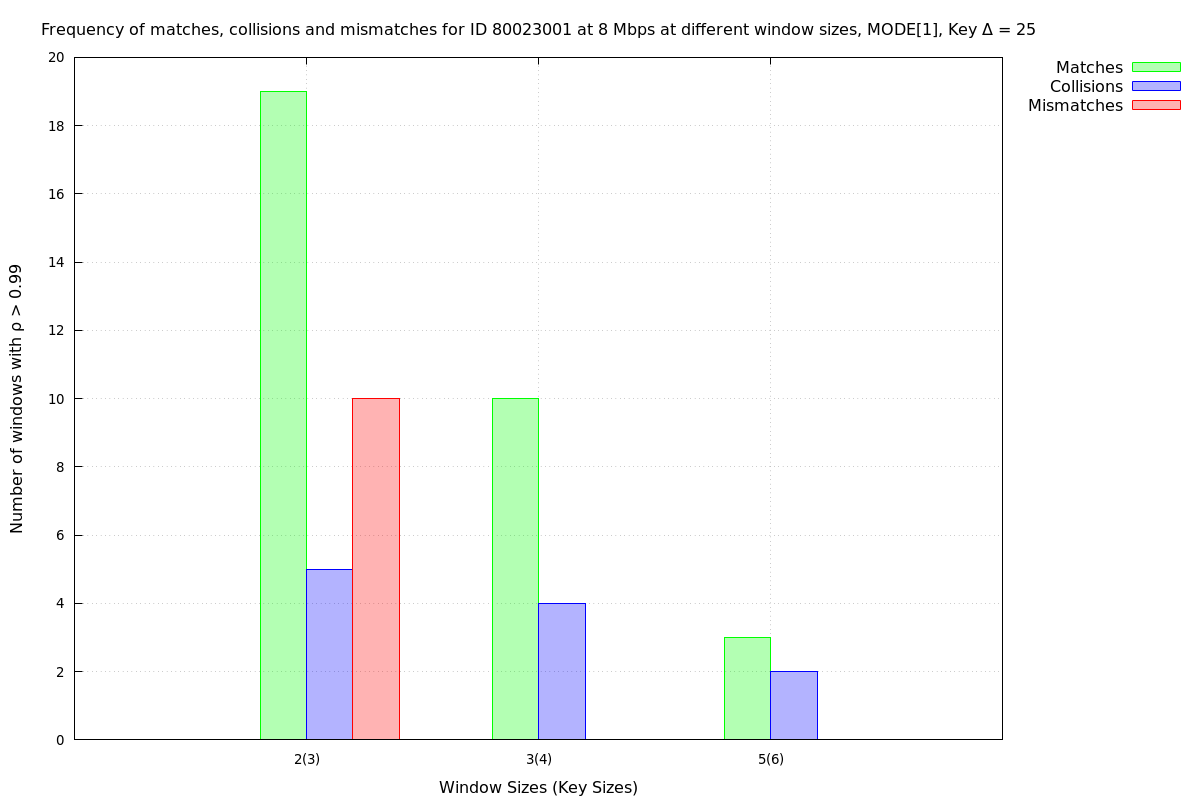 Frequency of matches, collisions and mismatches for ID 80023001 at 8 Mbps at different window sizes, MODE[1], Key Δ = 25
Matches
Collisions
Mismatches
Number of windows with ρ > 0.99
20
18
16
14
12
10
8
6
4
2
0
2(3)
3(4)
5(6)
Window Sizes (Key Sizes)